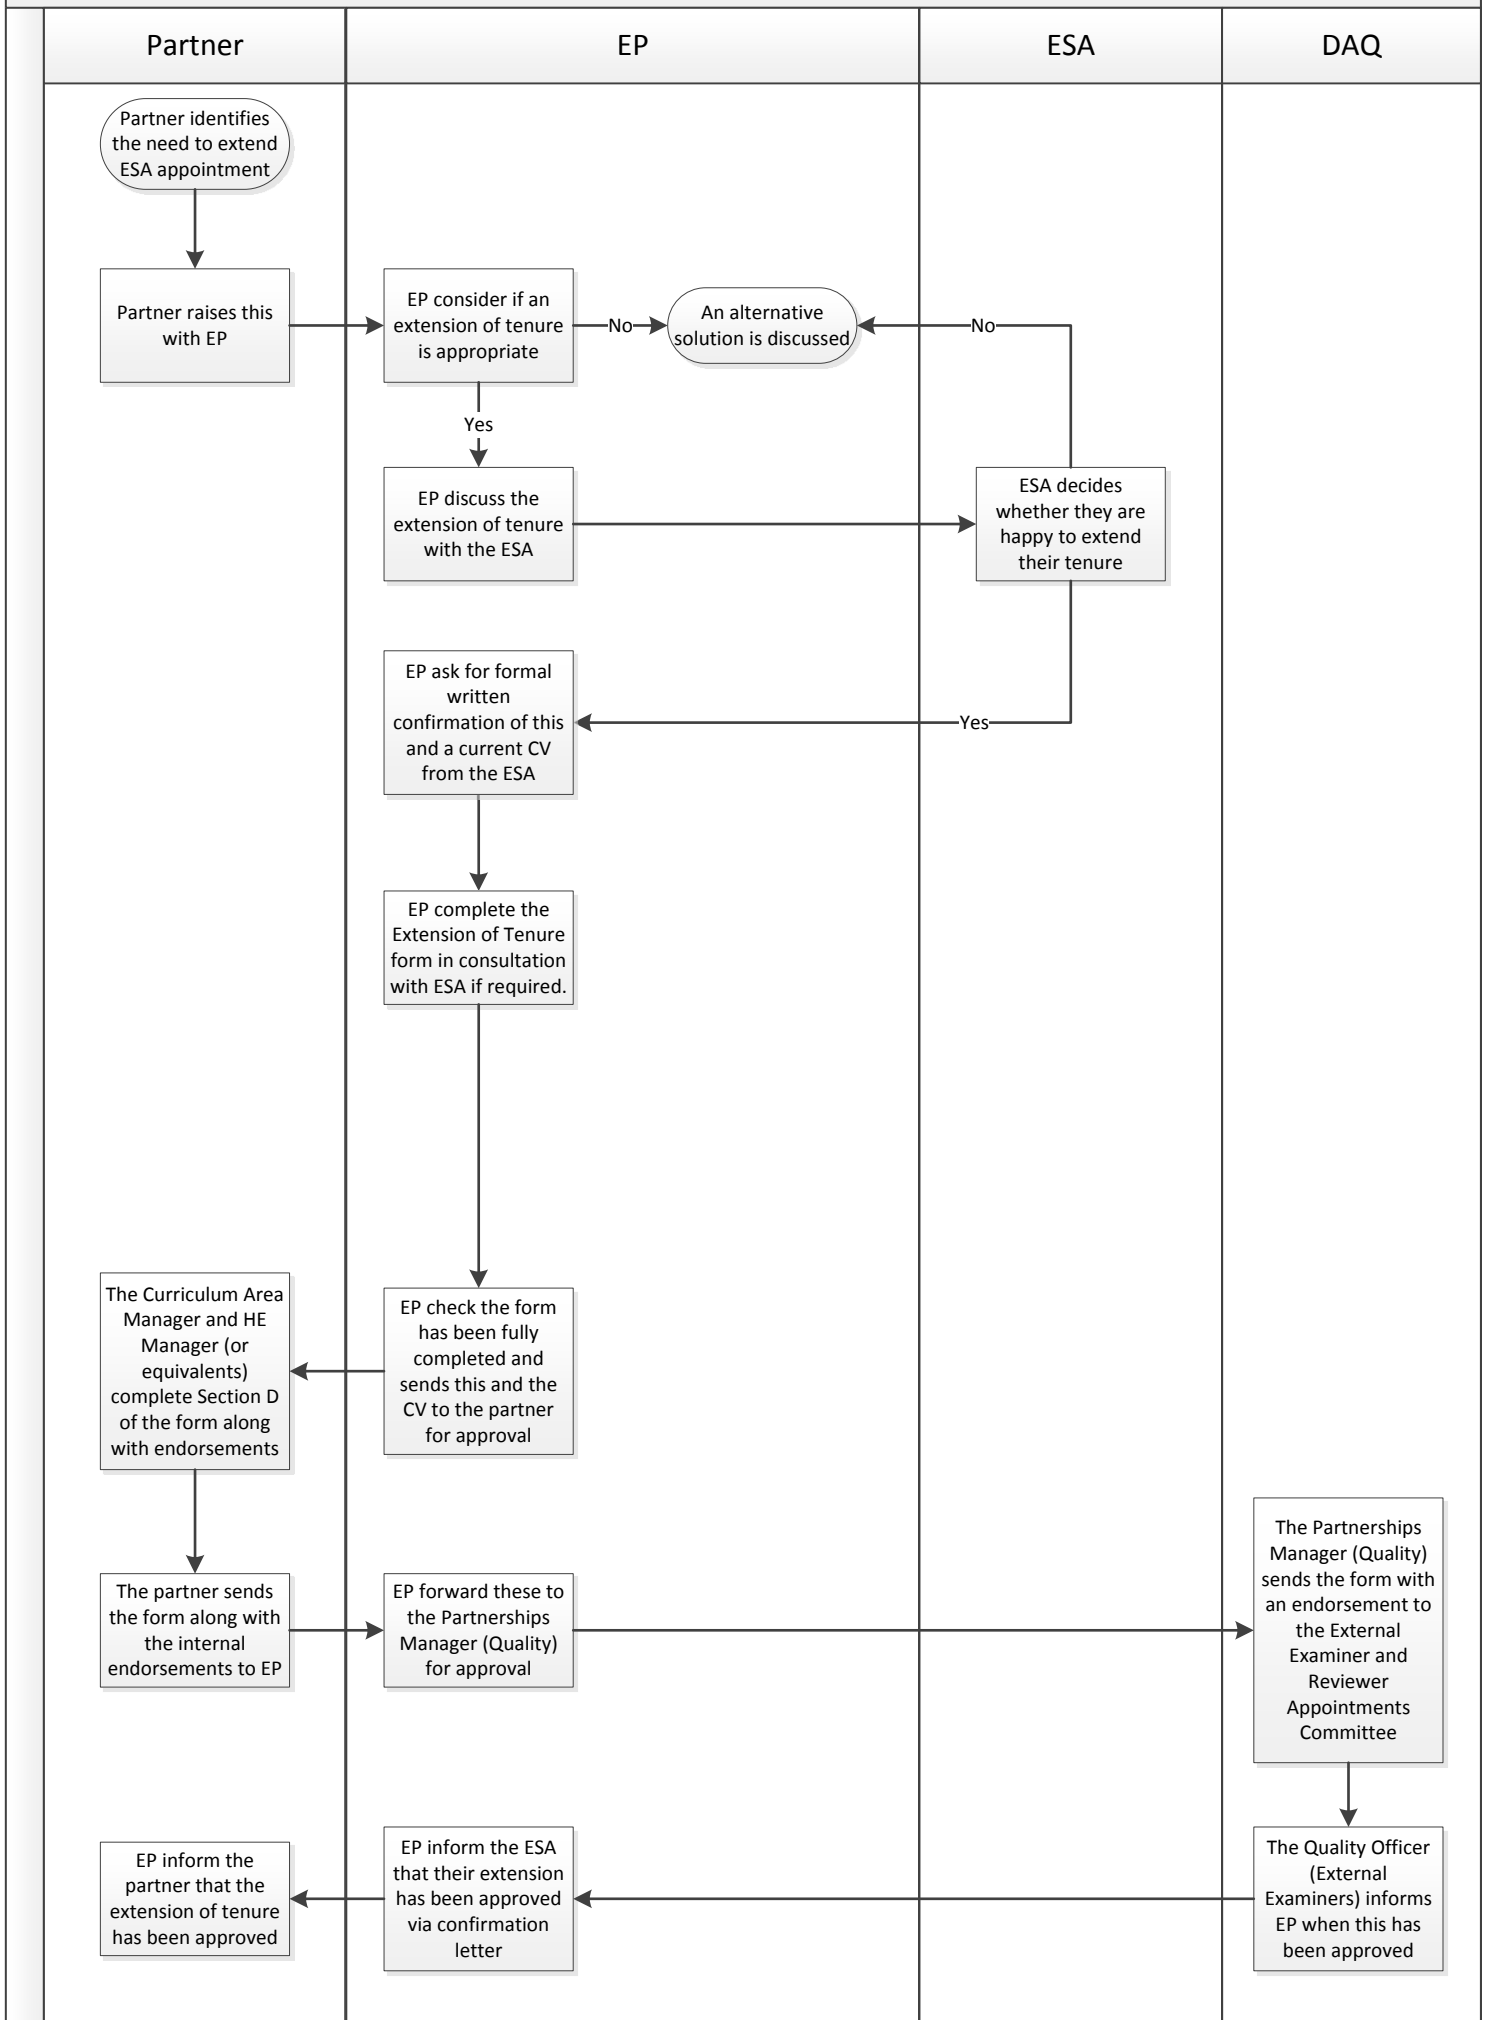 Partner
EP
ESA
DAQ
Partner identifies
the need to extend
ESA appointment
Partner raises this
with EP
EP consider if an
extension of tenure
is appropriate
No
An alternative
solution is discussed
No
Yes
EP discuss the
extension of tenure
with the ESA
ESA decides
whether they are
happy to extend
their tenure
EP ask for formal
written
confirmation of this
and a current CV
from the ESA
Yes
EP complete the
Extension of Tenure
form in consultation
with ESA if required.
The Curriculum Area
Manager and HE
Manager (or
equivalents)
complete Section D
of the form along
with endorsements
EP check the form
has been fully
completed and
sends this and the
CV to the partner
for approval
The partner sends
the form along with
the internal
endorsements to EP
EP forward these to
the Partnerships
Manager (Quality)
for approval
The Partnerships
Manager (Quality)
sends the form with
an endorsement to
the External
Examiner and
Reviewer
Appointments
Committee
EP inform the
partner that the
extension of tenure
has been approved
EP inform the ESA
that their extension
has been approved
via confirmation
letter
The Quality Officer
(External
Examiners) informs
EP when this has
been approved